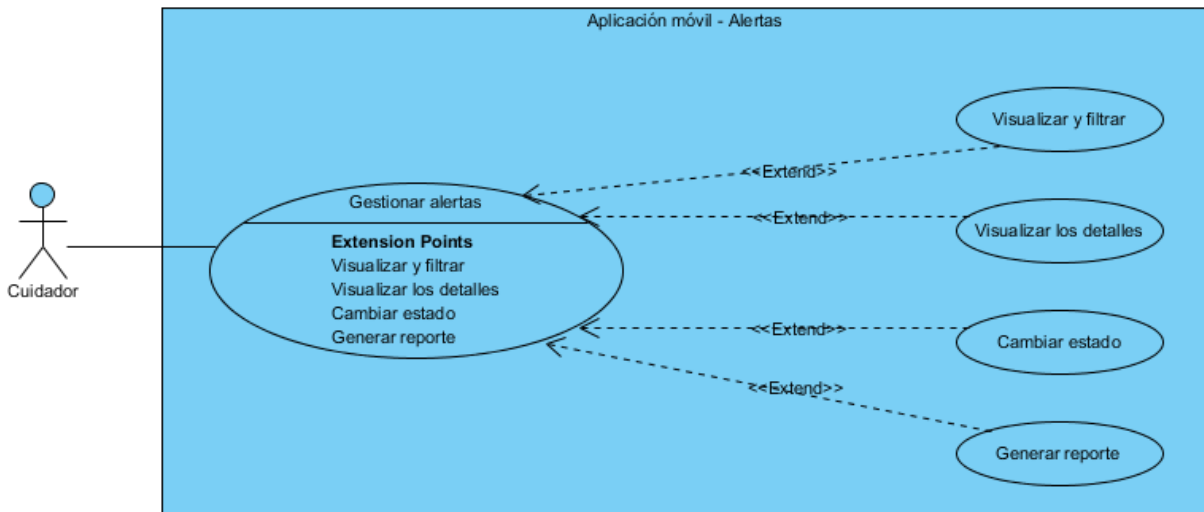 Aplicación móvil - Alertas
Cuidador
Gestionar alertas
Extension Points
Visualizar y filtrar
Visualizar los detalles
Cambiar estado
Generar reporte
<<Extend>>
Visualizar y filtrar
<<Extend>>
Visualizar los detalles
<<Extend>>
Cambiar estado
<<Extend>>
Generar reporte